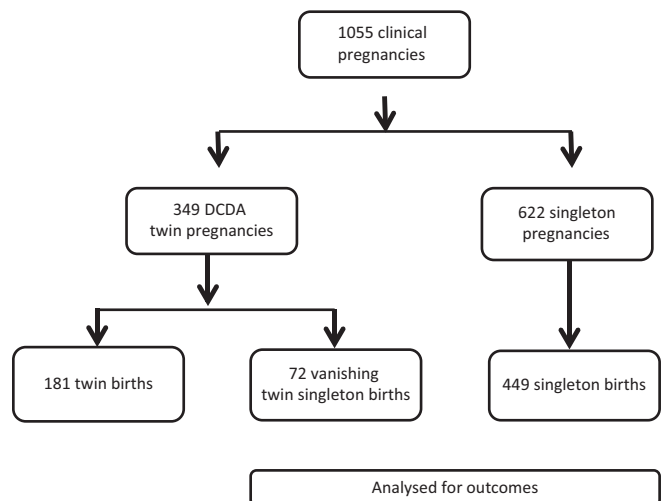 1055 clinical
pregnancies
349 DCDA
twin pregnancies
622 singleton
pregnancies
181 twin births
72 vanishing
twin singleton births
449 singleton births
Analysed for outcomes